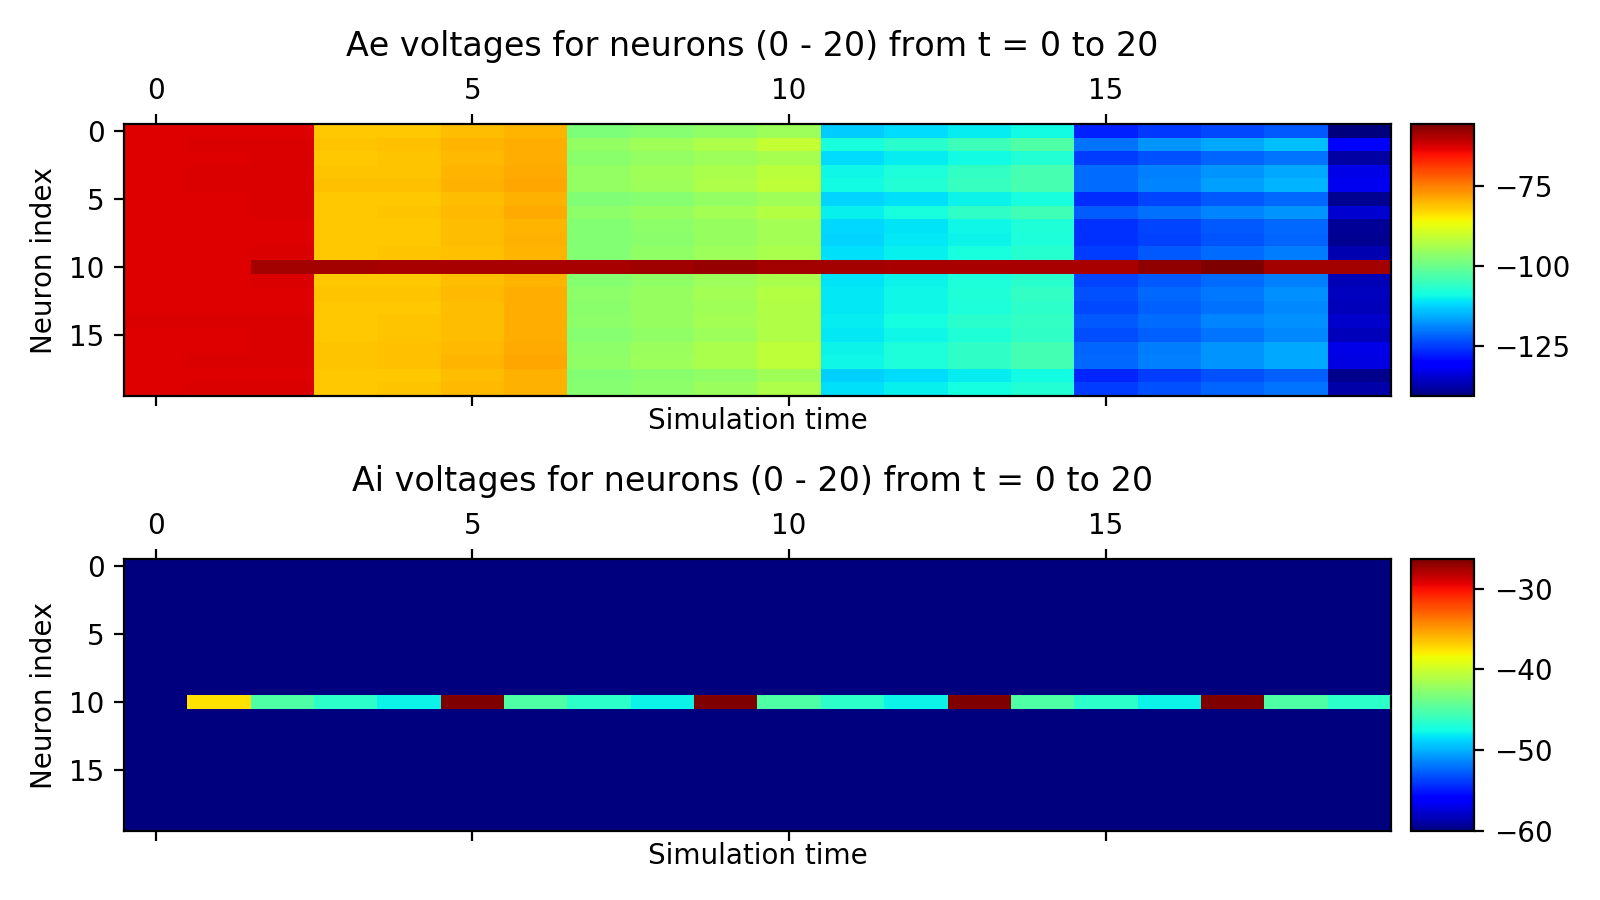 Ae voltages for neurons (0 - 20) from t = 0 to 20
0 5 10 15
Neuron index
0
5
10
15
−75
−100
−125
Simulation time
Ai voltages for neurons (0 - 20) from t = 0 to 20
0 5 10 15
Neuron index
0
5
10
15
−30
−40
−50
−60
Simulation time